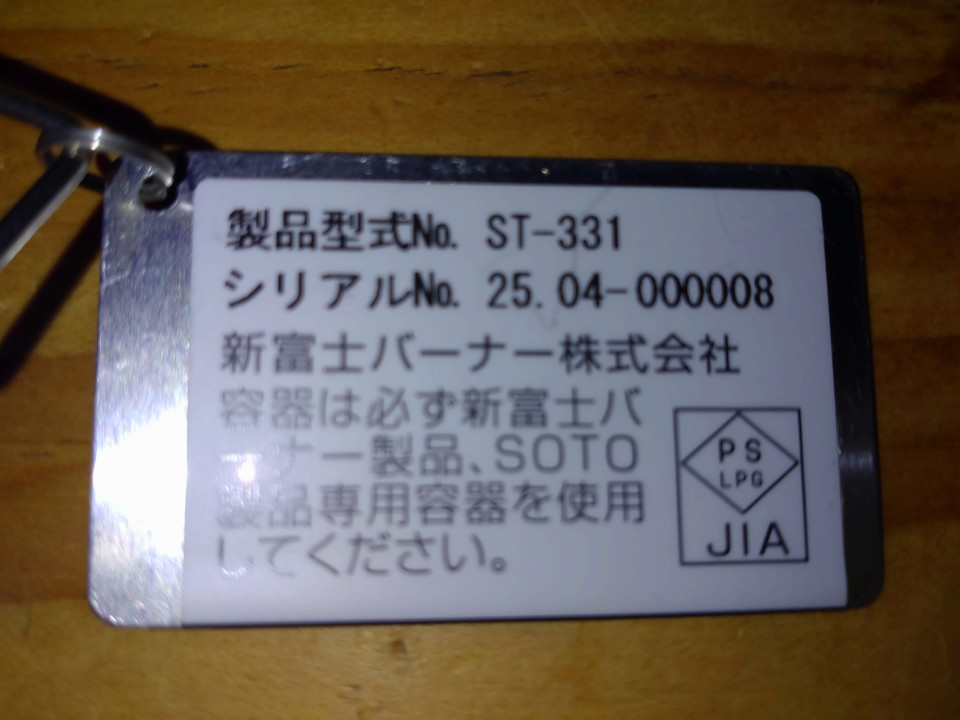 製品型式No. ST-331
シリアルNo. 25.04-000008
新富士バーナー株式会社
容器は必ず新富士バ
ーナー製品、SOTO
製品専用容器を使用
してください。
PS
LPG
JIA